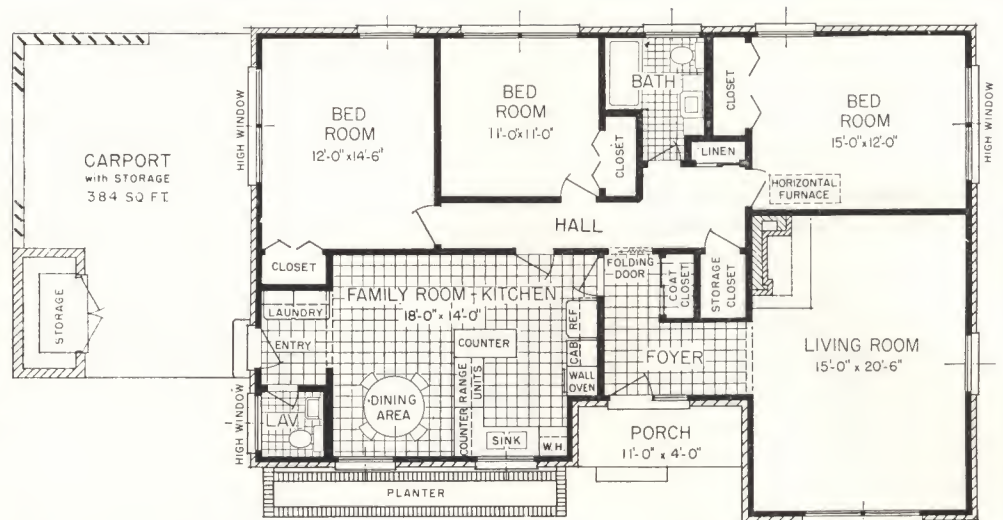 CARPORT
with STORAGE
384 SQ FT.
STORAGE
HIGH WINDOW
BED
ROOM
12'-0" x 14'-6"
CLOSET
BED
ROOM
11'-0" x 11'-0"
CLOSET
BATH
LINEN
CLOSET
BED
ROOM
15'-0" x 12'-0"
HIGH WINDOW
HORIZONTAL
FURNACE
HALL
FOLDING
DOOR
COAT
CLOSET
STORAGE
CLOSET
LAUNDRY
ENTRY
FAMILY ROOM - KITCHEN
18'-0" x 14'-0"
REF
COUNTER
CAB
WALL
OVEN
FOYER
LIVING ROOM
15'-0" x 20'-6"
HIGH WINDOW
LAV.
DINING
AREA
COUNTER RANGE
UNITS
SINK
W.H.
PORCH
11'-0" x 4'-0"
PLANTER